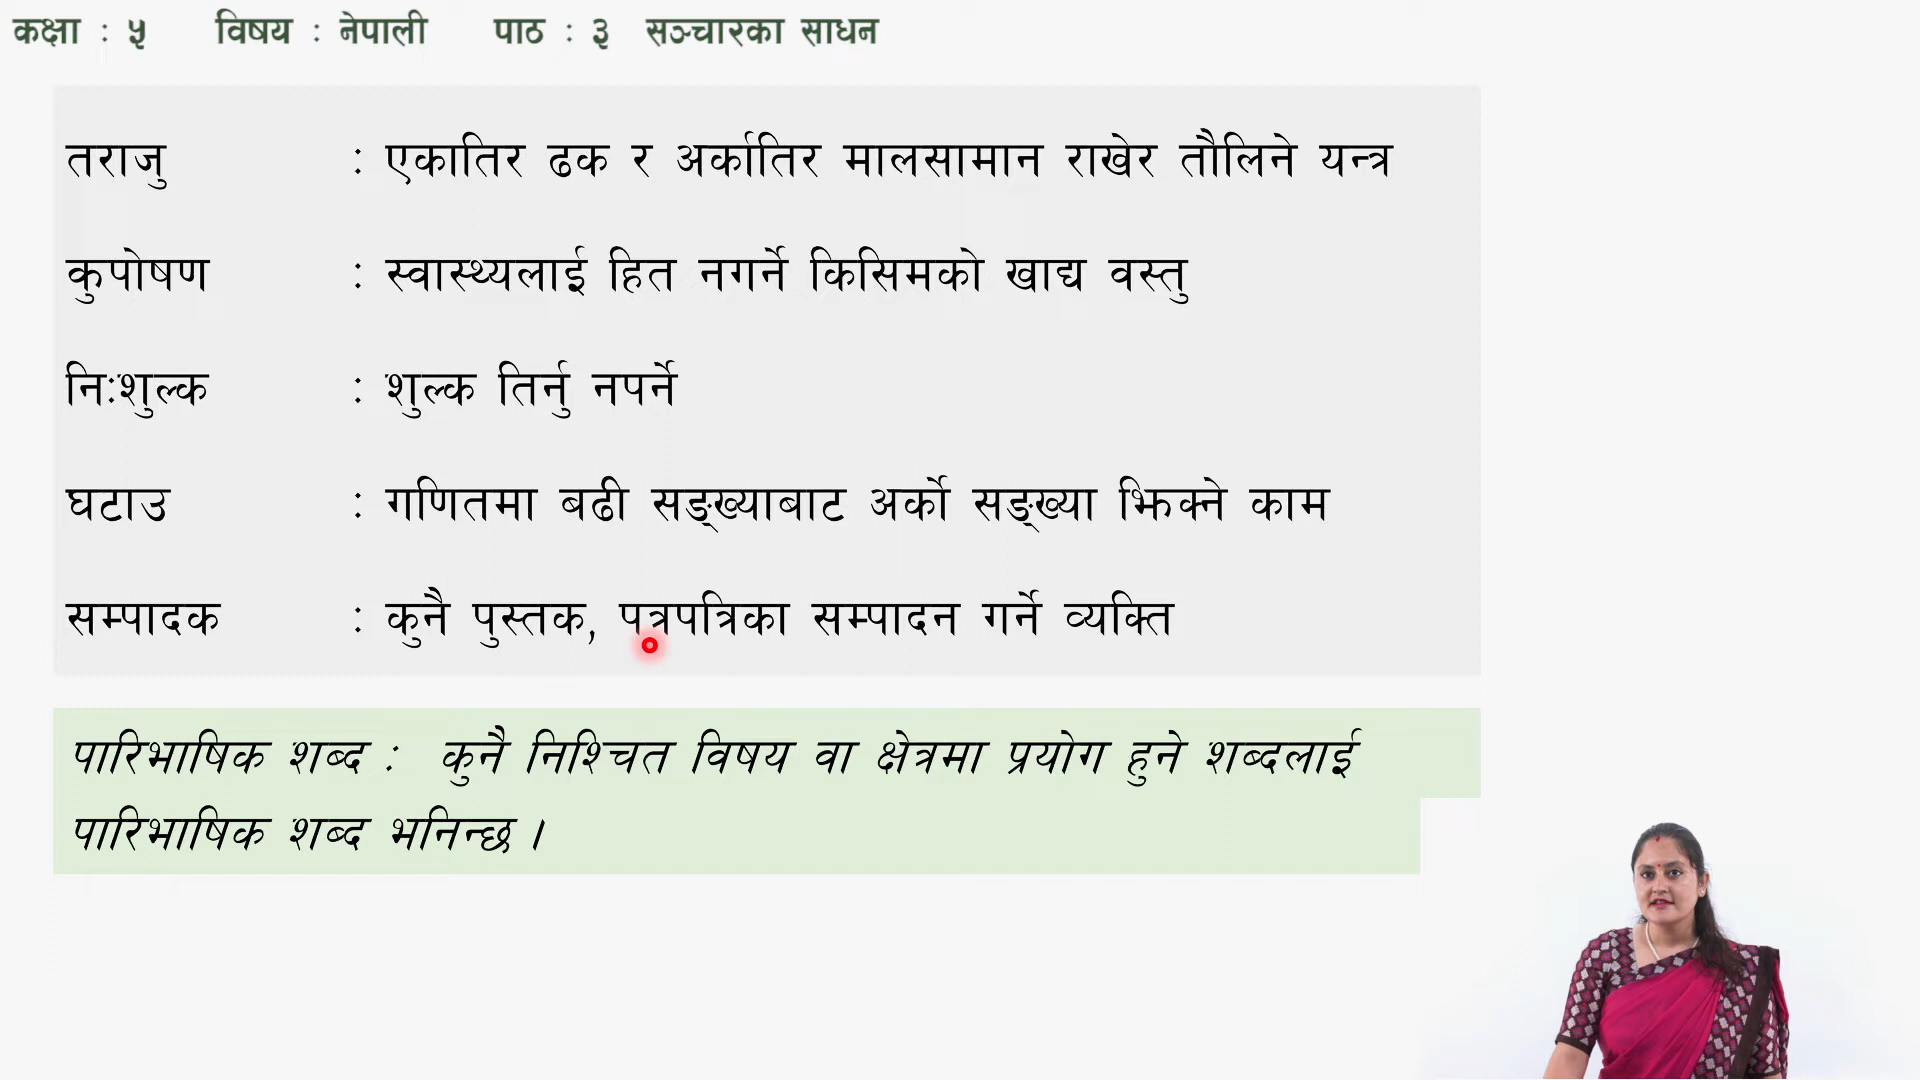 कक्षा : ५ विषय : नेपाली पाठ : ३ सञ्चारका साधन
तराजु : एकातिर ढक र अर्कातिर मालसामान राखेर तौलिने यन्त्र
कुपोषण : स्वास्थ्यलाई हित नगर्ने किसिमको खाद्य वस्तु
निःशुल्क : शुल्क तिर्नु नपर्ने
घटाउ : गणितमा बढी सङ्ख्याबाट अर्को सङ्ख्या झिक्ने काम
सम्पादक : कुनै पुस्तक, पत्रपत्रिका सम्पादन गर्ने व्यक्ति
पारिभाषिक शब्द : कुनै निश्चित विषय वा क्षेत्रमा प्रयोग हुने शब्दलाई
पारिभाषिक शब्द भनिन्छ ।